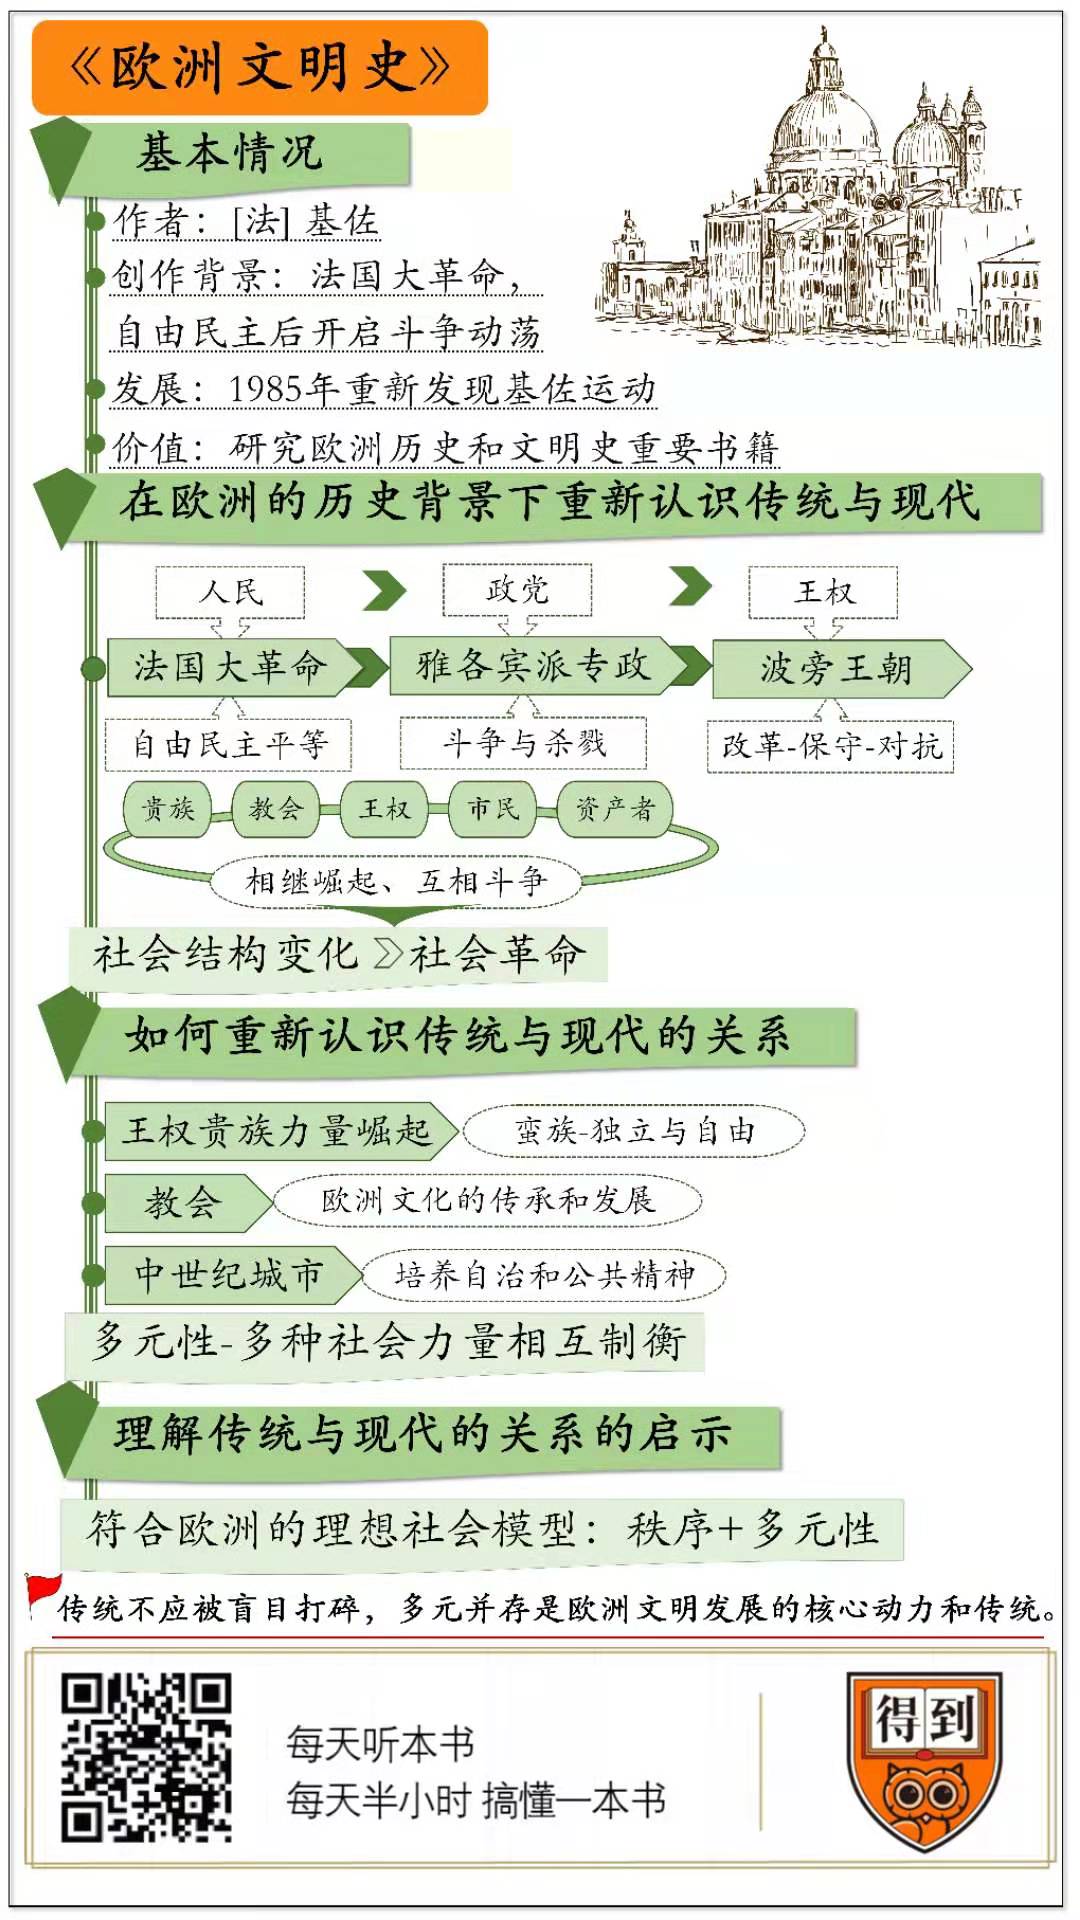 《欧洲文明史》
基本情况
作者：[法] 基佐
创作背景：法国大革命，
自由民主后开启斗争动荡
发展：1985年重新发现基佐运动
价值：研究欧洲历史和文明史重要书籍
在欧洲的历史背景下重新认识传统与现代
人民 政党 王权
法国大革命 雅各宾派专政 波旁王朝
自由民主平等 斗争与杀戮 改革-保守-对抗
贵族 教会 王权 市民 资产者
相继崛起、互相斗争
社会结构变化 社会革命
如何重新认识传统与现代的关系
王权贵族力量崛起 蛮族-独立与自由
教会 欧洲文化的传承和发展
中世纪城市 培养自治和公共精神
多元性-多种社会力量相互制衡
理解传统与现代的关系的启示
符合欧洲的理想社会模型：秩序+多元性
传统不应被盲目打碎，多元并存是欧洲文明发展的核心动力和传统。
每天听本书
每天半小时 搞懂一本书
得到